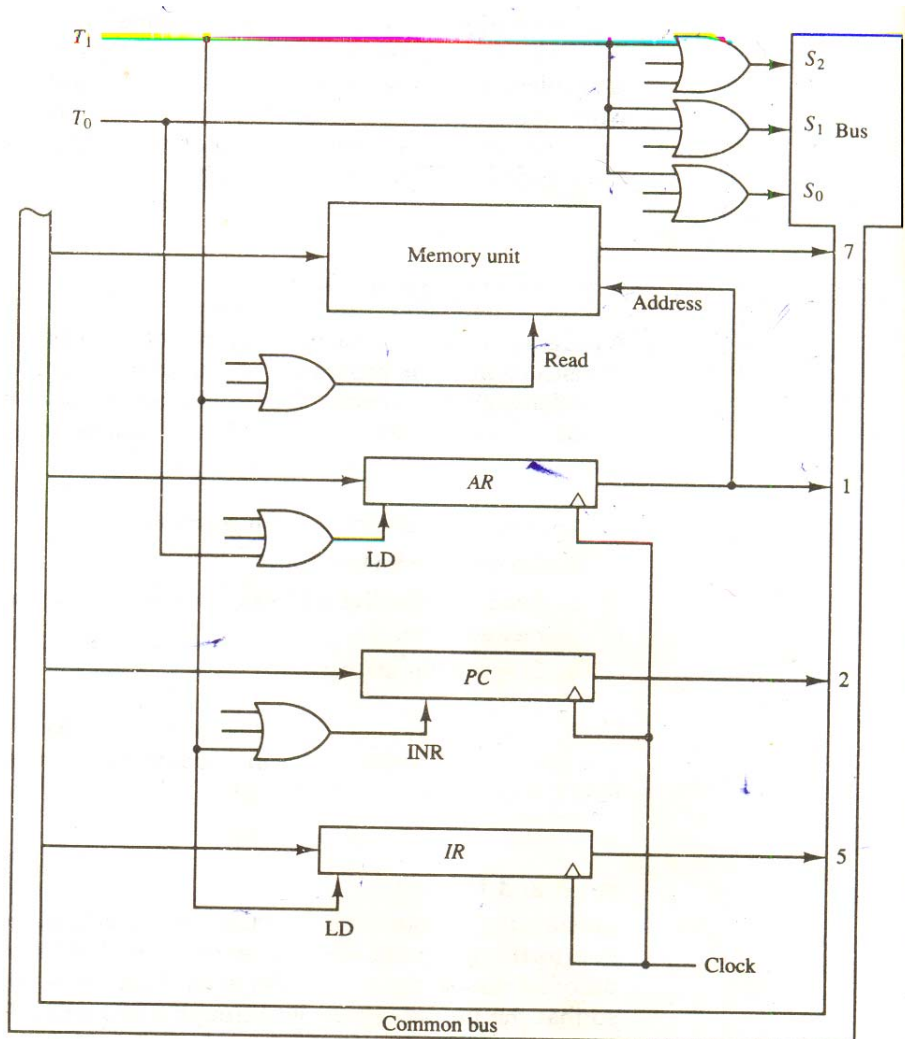 T1
S2
T0
S1 Bus
S0
Memory unit
7
Address
Read
AR
1
LD
PC
2
INR
IR
5
LD
Clock
Common bus